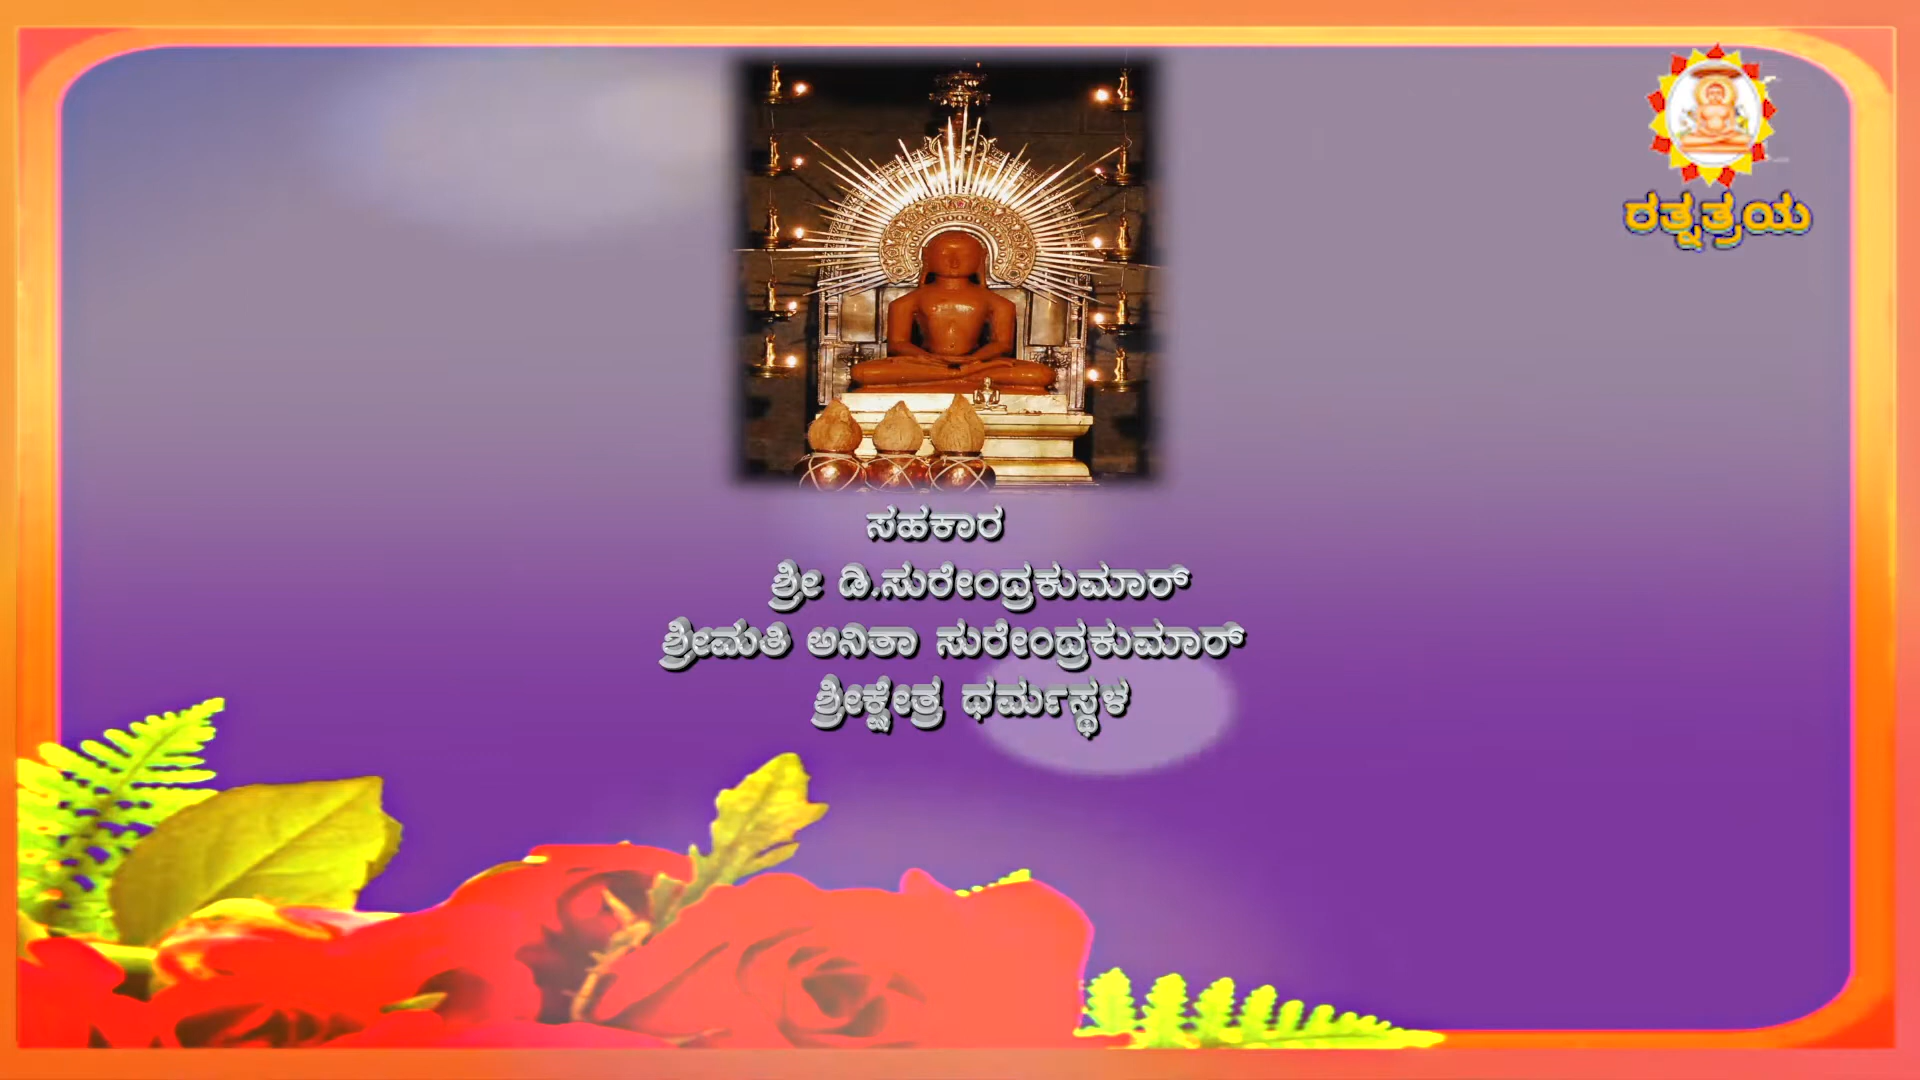 ರತ್ನತ್ರಯ
ಸಹಕಾರ
ಶ್ರೀ ಡಿ.ಸುರೇಂದ್ರಕುಮಾರ್
ಶ್ರೀಮತಿ ಅನಿತಾ ಸುರೇಂದ್ರಕುಮಾರ್
ಶ್ರೀಕ್ಷೇತ್ರ ಧರ್ಮಸ್ಥಳ